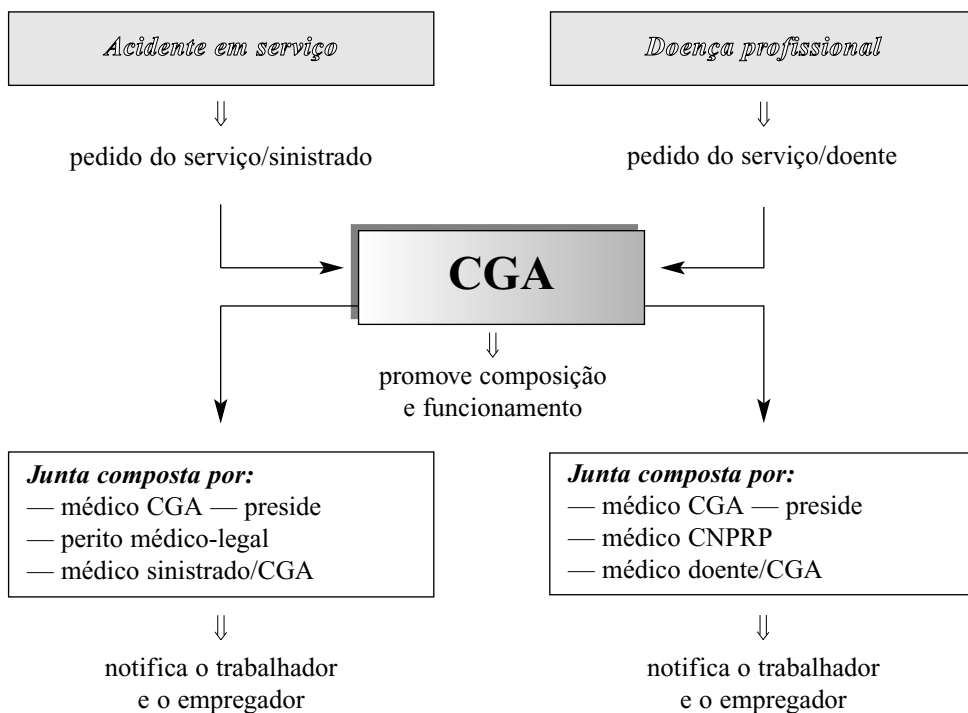 Acidente em serviço
Doença profissional
pedido do serviço/sinistrado
pedido do serviço/doente
CGA
promove composição
e funcionamento
Junta composta por:
— médico CGA — preside
— perito médico-legal
— médico sinistrado/CGA
Junta composta por:
— médico CGA — preside
— médico CNPRP
— médico doente/CGA
notifica o trabalhador
e o empregador
notifica o trabalhador
e o empregador